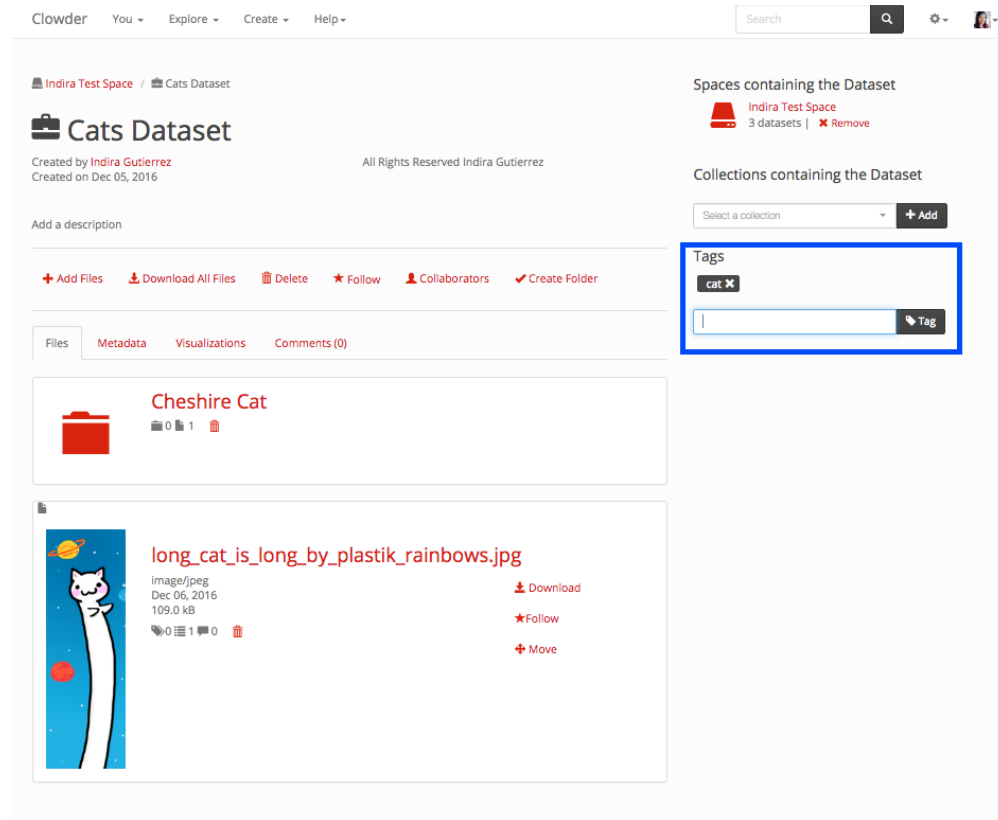 Clowder You Explore Create Help Search
Indira Test Space / Cats Dataset
Cats Dataset
Created by Indira Gutierrez All Rights Reserved Indira Gutierrez
Created on Dec 05, 2016
Add a description
Add Files Download All Files Delete Follow Collaborators Create Folder
Files Metadata Visualizations Comments (0)
Cheshire Cat
0 1
long_cat_is_long_by_plastik_rainbows.jpg
image/jpeg
Dec 06, 2016
109.0 kB
0 1 0
Download
Follow
Move
Spaces containing the Dataset
Indira Test Space
3 datasets | Remove
Collections containing the Dataset
Select a collection Add
Tags
cat
Tag